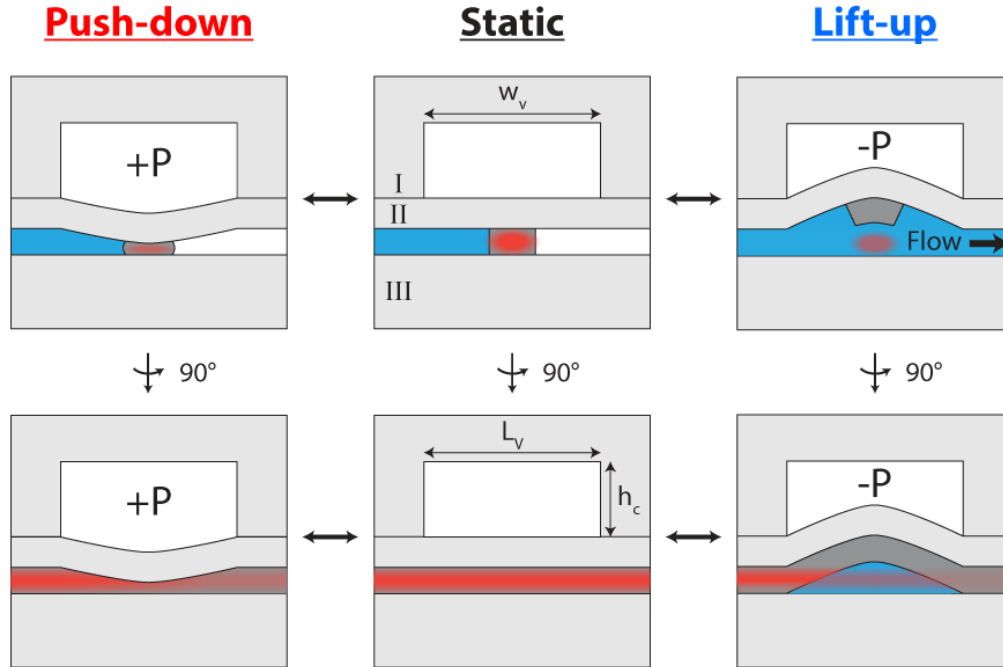 Push-down
Static
Lift-up
+P
w_v
I
II
III
-P
Flow
90°
90°
90°
+P
L_v
h_c
-P